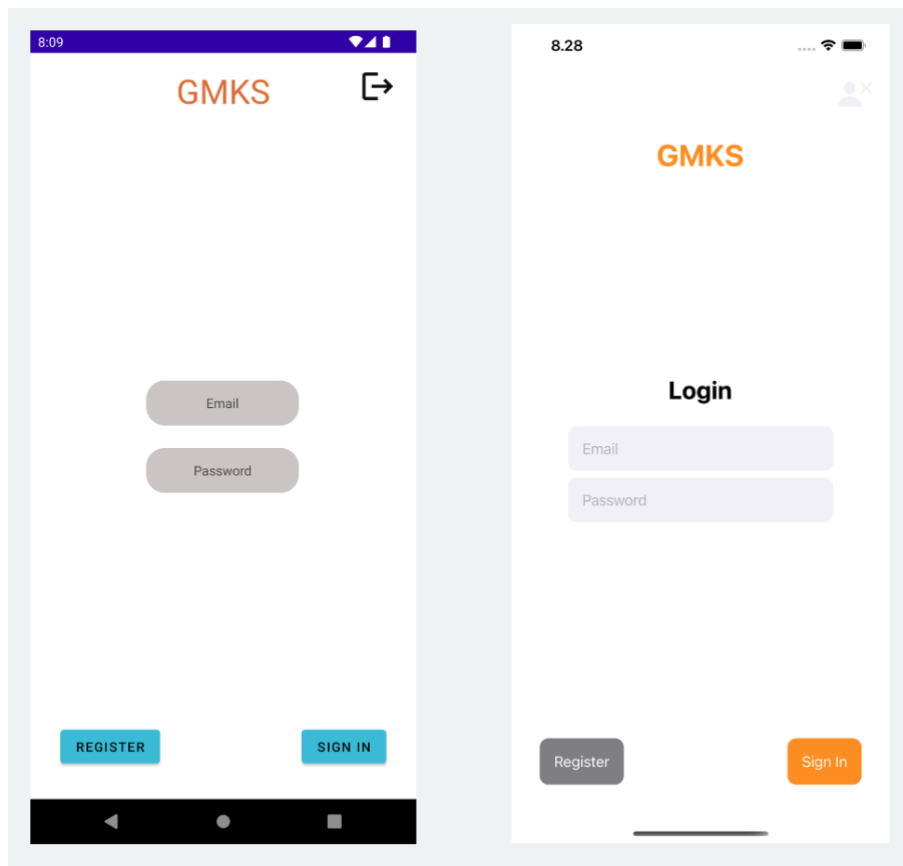 8:09
GMKS
Email
Password
REGISTER
SIGN IN
8.28
GMKS
Login
Email
Password
Register
Sign In